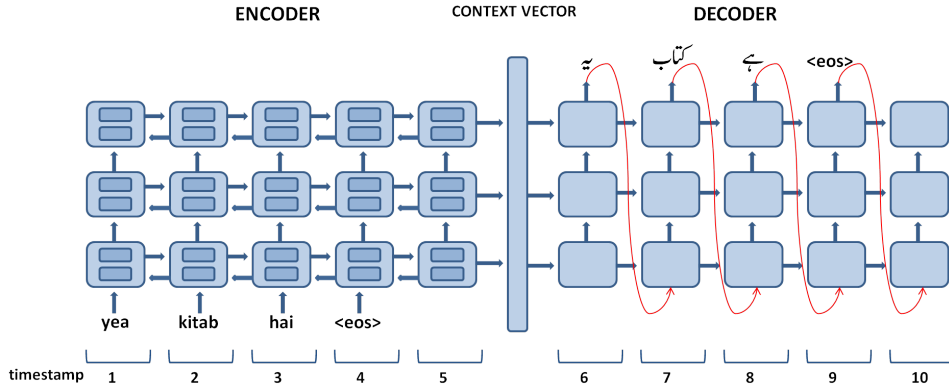 ENCODER CONTEXT VECTOR DECODER
یہ کتاب ہے <eos>
yea kitab hai <eos>
timestamp 1 2 3 4 5 6 7 8 9 10